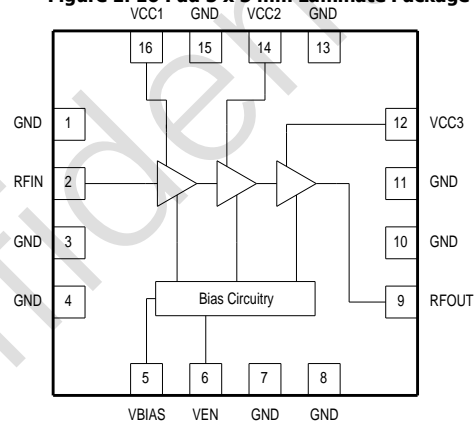 VCC1 GND VCC2 GND
16 15 14 13
GND 1 12 VCC3
RFIN 2 11 GND
GND 3 10 GND
GND 4 Bias Circuitry 9 RFOUT
5 6 7 8
VBIAS VEN GND GND